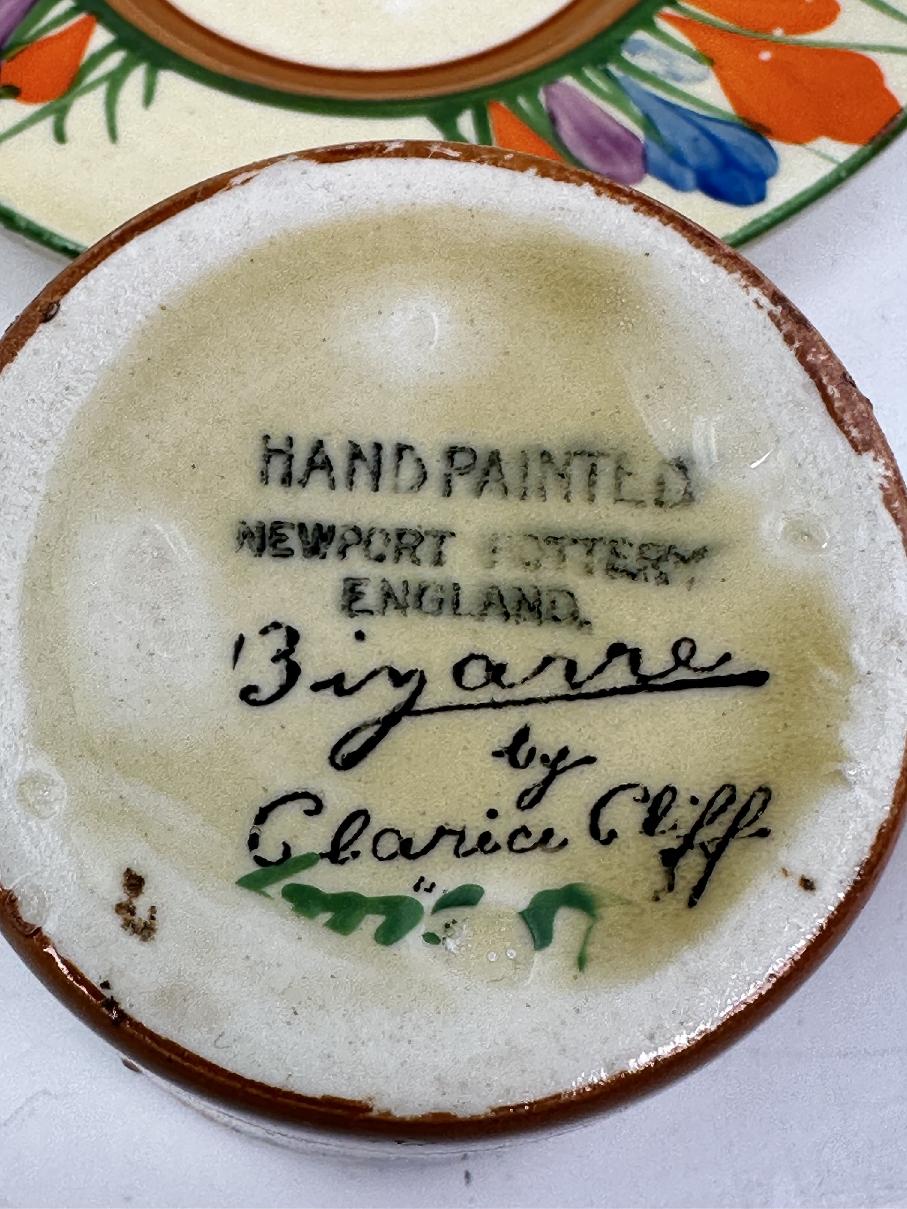 HAND PAINTED
NEWPORT POTTERY
ENGLAND.
Bizarre
by
Clarice Cliff